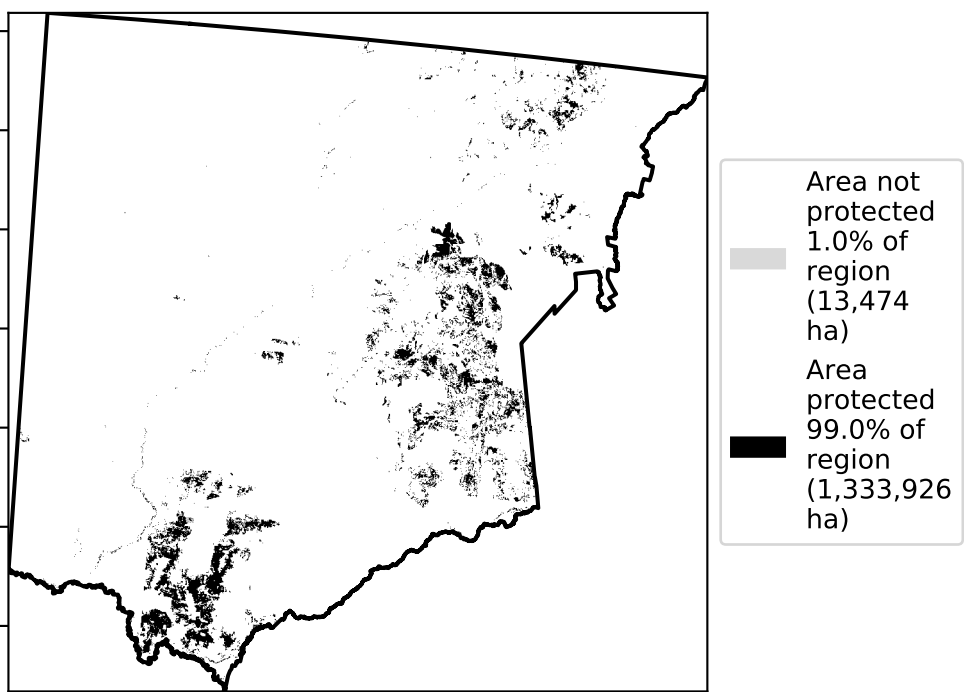 Area not
protected
1.0% of
region
(13,474
ha)
Area
protected
99.0% of
region
(1,333,926
ha)